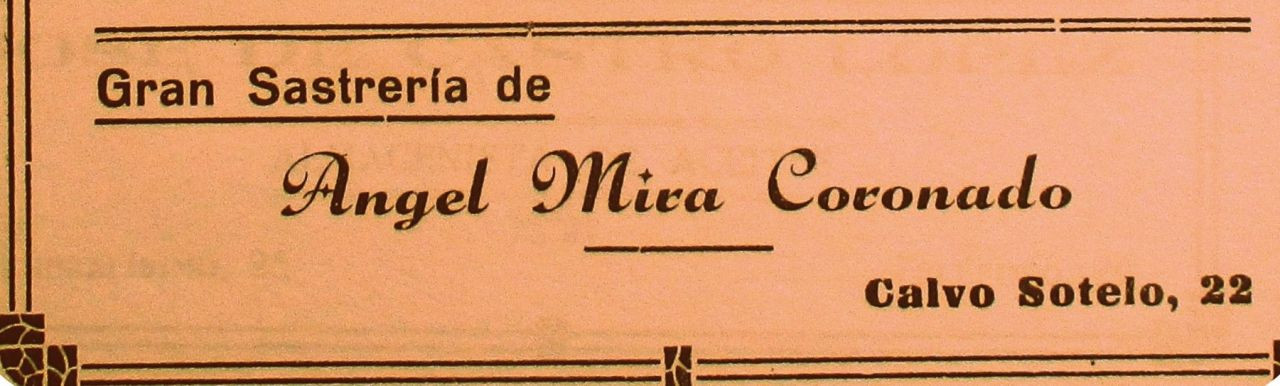 Gran Sastrería de
Angel Mira Coronado
Calvo Sotelo, 22